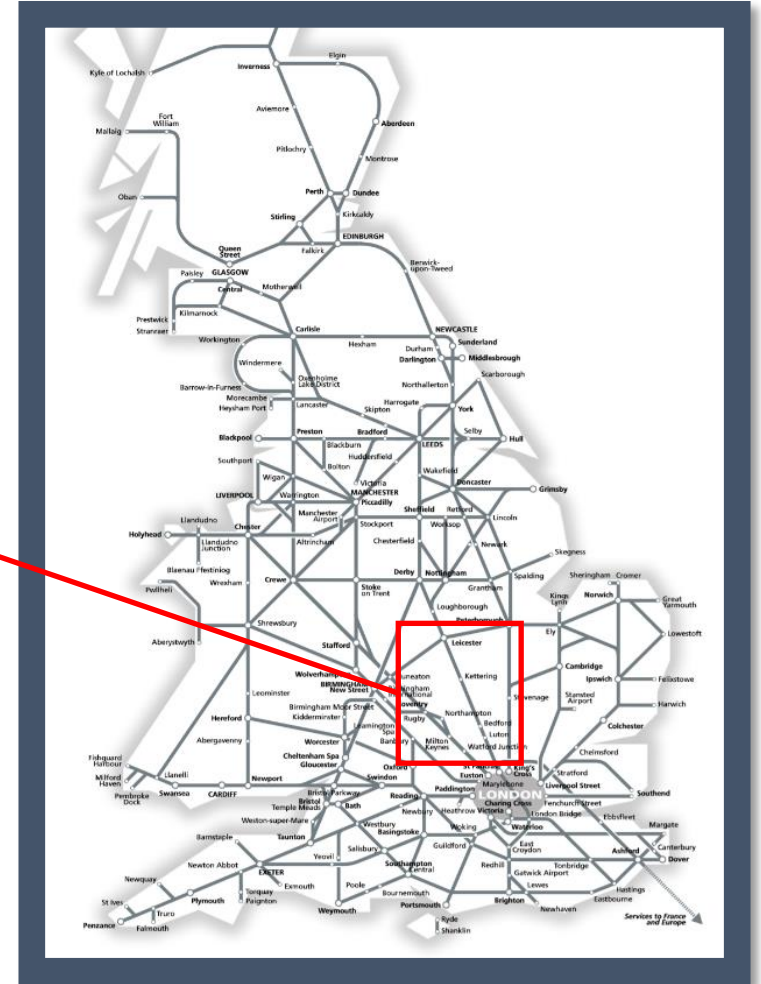 Elgin
Inverness
Kyle of Lochalsh
Aviemore
Fort
William
Aberdeen
Mallaig
Pitlochry
Montrose
Perth
Dundee
Oban
Stirling
Kirkcaldy
EDINBURGH
Queen
Street
Falkirk
Berwick-
upon-Tweed
Paisley
GLASGOW
Central
Motherwell
Kilmarnock
Prestwick
Stranraer
Carlisle
NEWCASTLE
Workington
Hexham
Sunderland
Durham
Windermere
Darlington
Middlesbrough
Oxenholme
Lake District
Scarborough
Barrow-in-Furness
Northallerton
Morecambe
Lancaster
Harrogate
Heysham Port
Skipton
York
Blackpool
Preston
Bradford
Selby
Blackburn
LEEDS
Hull
Huddersfield
Southport
Bolton
Wakefield
Wigan
Victoria
Doncaster
MANCHESTER
Grimsby
LIVERPOOL
Warrington
Piccadilly
Manchester
Airport
Sheffield
Retford
Llandudno
Stockport
Worksop
Lincoln
Chester
Holyhead
Llandudno
Junction
Altrincham
Chesterfield
Newark
Skegness
Blaenau Ffestiniog
Derby
Nottingham
Spalding
Sheringham
Cromer
Wrexham
Crewe
Stoke
on Trent
Grantham
Pwllheli
Kings
Lynn
Norwich
Great
Yarmouth
Loughborough
Peterborough
Shrewsbury
Ely
Lowestoft
Aberystwyth
Stafford
Leicester
Cambridge
Wolverhampton
Nuneaton
Kettering
Ipswich
Felixstowe
BIRMINGHAM
New Street
Birmingham
International
Leominster
Stevenage
Stansted
Airport
Harwich
Birmingham Moor Street
Coventry
Kidderminster
Rugby
Northampton
Hereford
Leamington
Spa
Bedford
Colchester
Worcester
Banbury
Milton
Keynes
Luton
Abergavenny
Watford Junction
Cheltenham Spa
Chelmsford
Fishguard
Harbour
Gloucester
Oxford
St Pancras
King's
Cross
Llanelli
Swindon
Euston
Stratford
Milford
Haven
Newport
Marylebone
Liverpool Street
Pembroke
Dock
Swansea
CARDIFF
Bristol Parkway
Reading
Paddington
LONDON
Southend
Bristol
Temple Meads
Bath
Charing Cross
Fenchurch Street
Newbury
Heathrow
Victoria
London Bridge
Ebbsfleet
Weston-super-Mare
Westbury
Waterloo
Margate
Barnstaple
Taunton
Basingstoke
Woking
Salisbury
Guildford
East
Croydon
Canterbury
Yeovil
Ashford
Newton Abbot
Southampton
Central
Redhill
Tonbridge
Dover
EXETER
Gatwick Airport
Newquay
Exmouth
Poole
Lewes
Hastings
Torquay
Bournemouth
Eastbourne
St Ives
Plymouth
Paignton
Portsmouth
Brighton
Newhaven
Weymouth
Truro
Ryde
Services to France
and Europe
Penzance
Falmouth
Shanklin